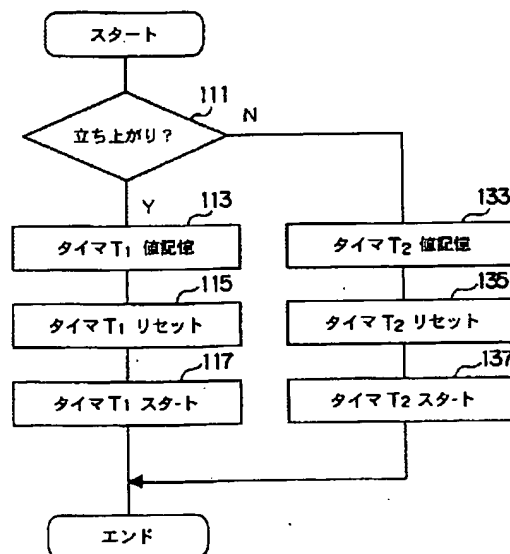 スタート
111
立ち上がり?
N
Y
113
タイマT1 値記憶
115
タイマT1 リセット
117
タイマT1 スタート
133
タイマT2 値記憶
135
タイマT2 リセット
137
タイマT2 スタート
エンド